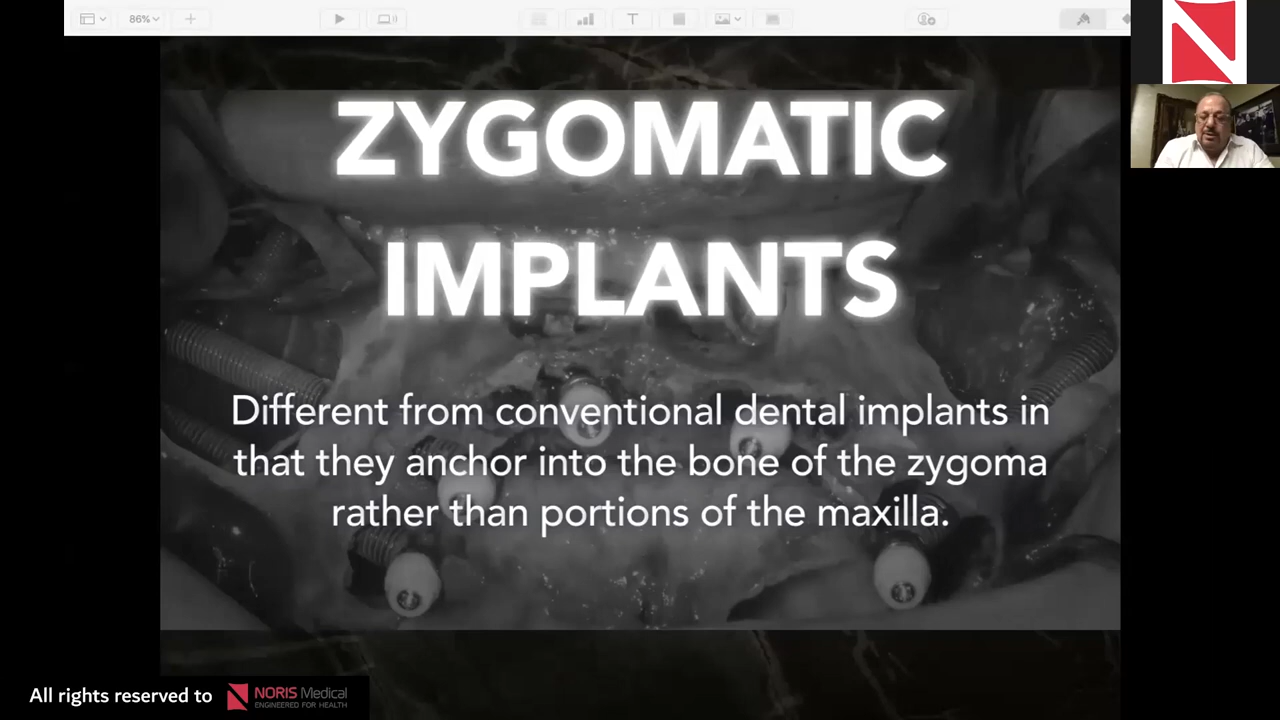 86%
ZYGOMATIC
IMPLANTS
Different from conventional dental implants in
that they anchor into the bone of the zygoma
rather than portions of the maxilla.
All rights reserved to
NORIS Medical
ENGINEERED FOR HEALTH